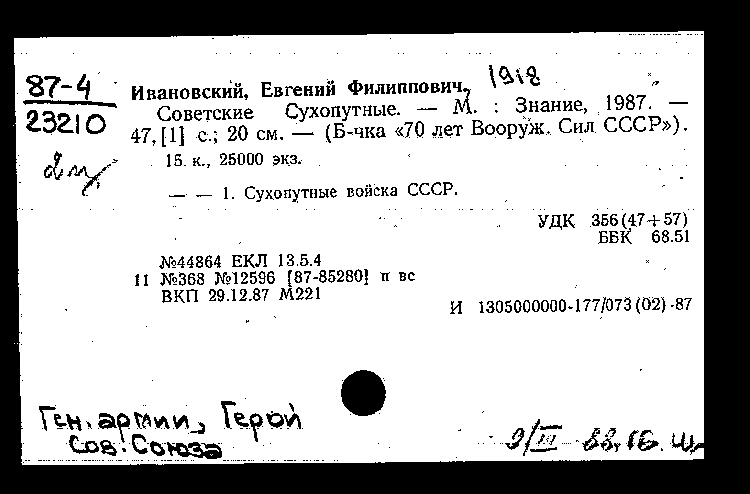 87-4
23210
Ивановский, Евгений Филиппович, 1918
Советские Сухопутные. — М. : Знание, 1987. —
47, [1] с.; 20 см. — (Б-чка «70 лет Вооруж. Сил СССР»).
15 к., 25000 экз.
— — 1. Сухопутные войска СССР.
УДК 356(47+57)
ББК 68.51
№44864 ЕКЛ 13.5.4
11 №368 №12596 [87-85280] п вс
ВКП 29.12.87 М221
И 1305000000-177/073(02)-87
Ген. армии, Герой
Сов. Союза
9/III 88,